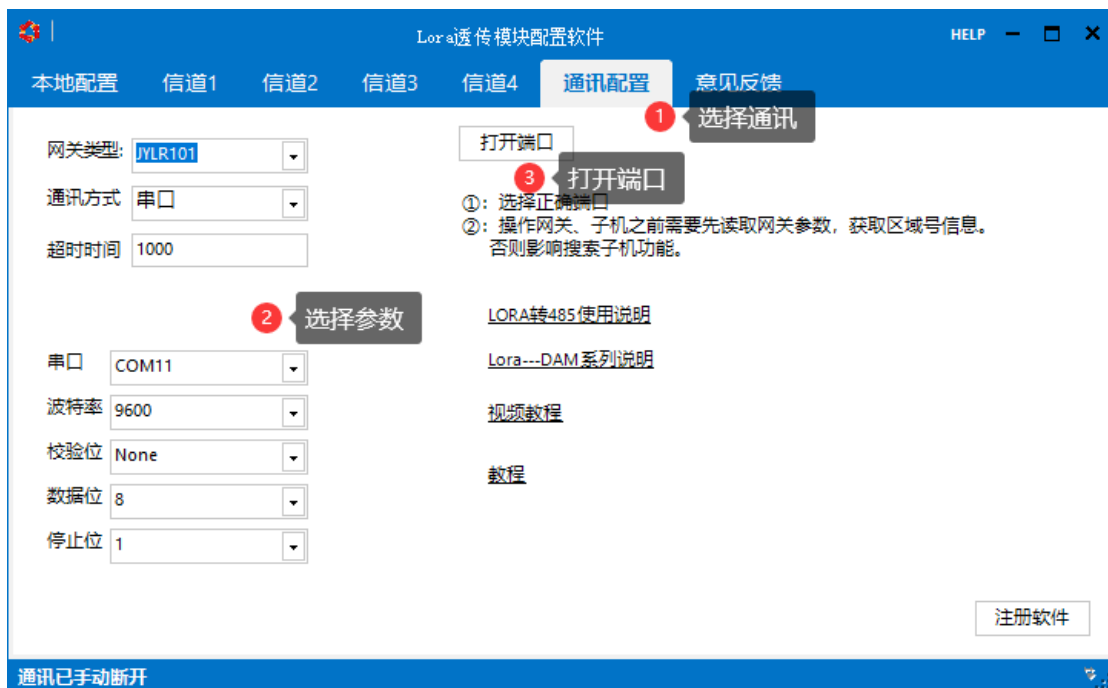 Lora透传模块配置软件
HELP
本地配置 信道1 信道2 信道3 信道4 通讯配置 意见反馈
1 选择通讯
网关类型: JYLR101
打开端口
3 打开端口
通讯方式 串口
①：选择正确端口
②：操作网关、子机之前需要先读取网关参数，获取区域号信息。
否则影响搜索子机功能。
超时时间 1000
2 选择参数
LORA转485使用说明
串口 COM11
Lora---DAM系列说明
波特率 9600
视频教程
校验位 None
教程
数据位 8
停止位 1
注册软件
通讯已手动断开